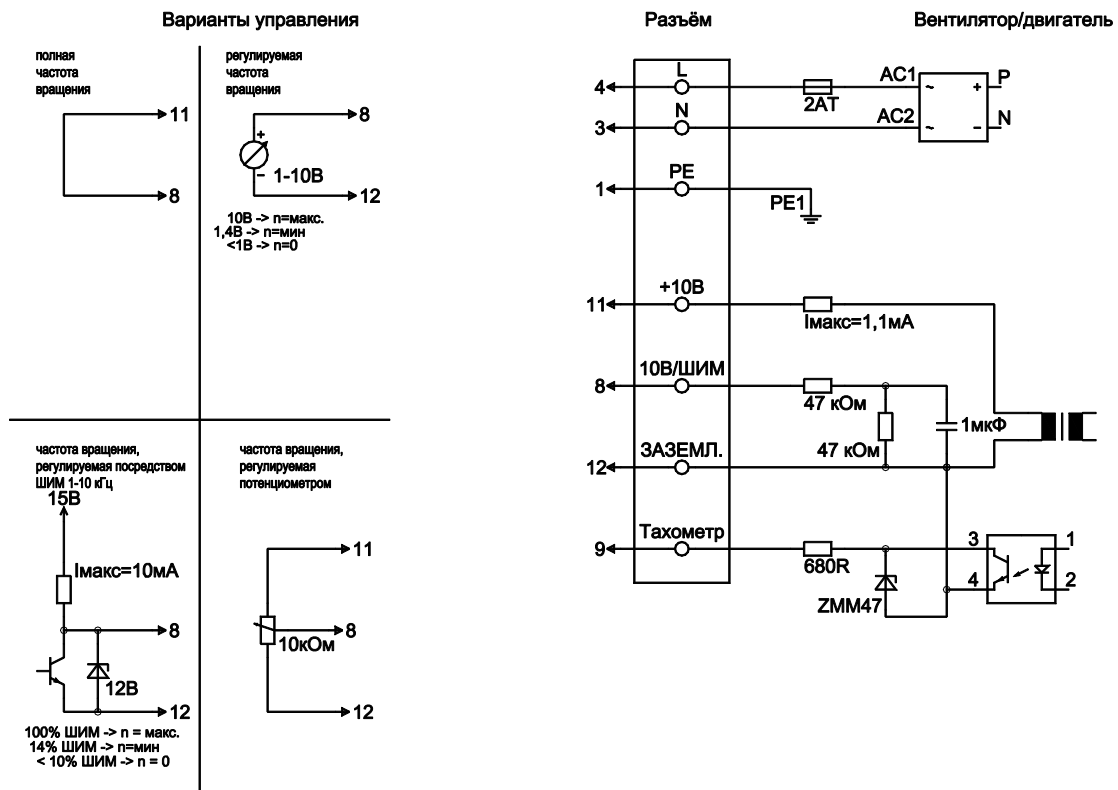 Варианты управления
Разъём
Вентилятор/двигатель
полная
частота
вращения
11
8
регулируемая
частота
вращения
8
+
–
1-10В
12
10В -> n=макс.
1,4В -> n=мин
<1В -> n=0
частота вращения,
регулируемая посредством
ШИМ 1-10 кГц
15В
Iмакс=10мА
8
12В
12
100% ШИМ -> n = макс.
14% ШИМ -> n=мин
< 10% ШИМ -> n = 0
частота вращения,
регулируемая
потенциометром
11
8
10кОм
12
4
L
2АТ
AC1
~
+
P
3
N
AC2
~
–
N
1
PE
PE1
11
+10В
Iмакс=1,1мА
8
10В/ШИМ
47 кОм
47 кОм
1мкФ
12
ЗАЗЕМЛ.
9
Тахометр
680R
ZMM47
3
4
1
2